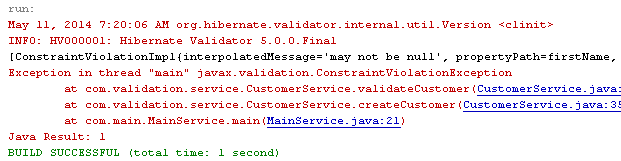 run:
May 11, 2014 7:20:06 AM org.hibernate.validator.internal.util.Version <clinit>
INFO: HV000001: Hibernate Validator 5.0.0.Final
[ConstraintViolationImpl{interpolatedMessage='may not be null', propertyPath=firstName,
Exception in thread "main" javax.validation.ConstraintViolationException
at com.validation.service.CustomerService.validateCustomer(CustomerService.java:
at com.validation.service.CustomerService.createCustomer(CustomerService.java:35
at com.main.MainService.main(MainService.java:21)
Java Result: 1
BUILD SUCCESSFUL (total time: 1 second)